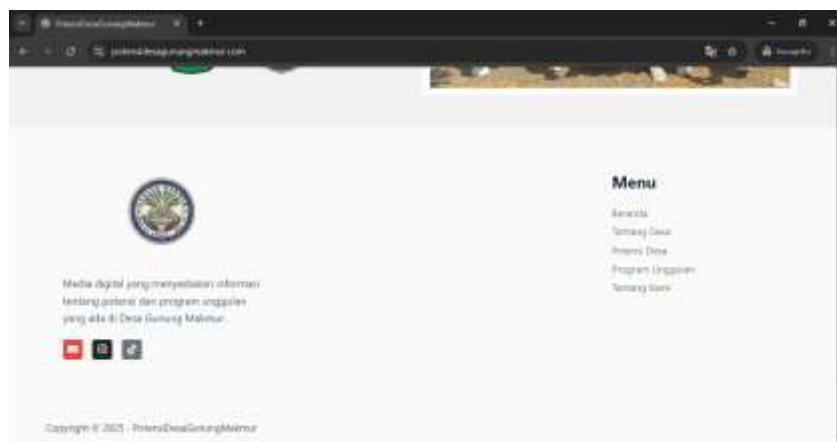 PotensiDesaGunungMakmur
potensidesagunungmakmur.com
Menu
Beranda
Tentang Desa
Potensi Desa
Program Unggulan
Tentang Kami
Media digital yang menyediakan informasi
tentang potensi dan program unggulan
yang ada di Desa Gunung Makmur.
Copyright © 2025 - PotensiDesaGunungMakmur